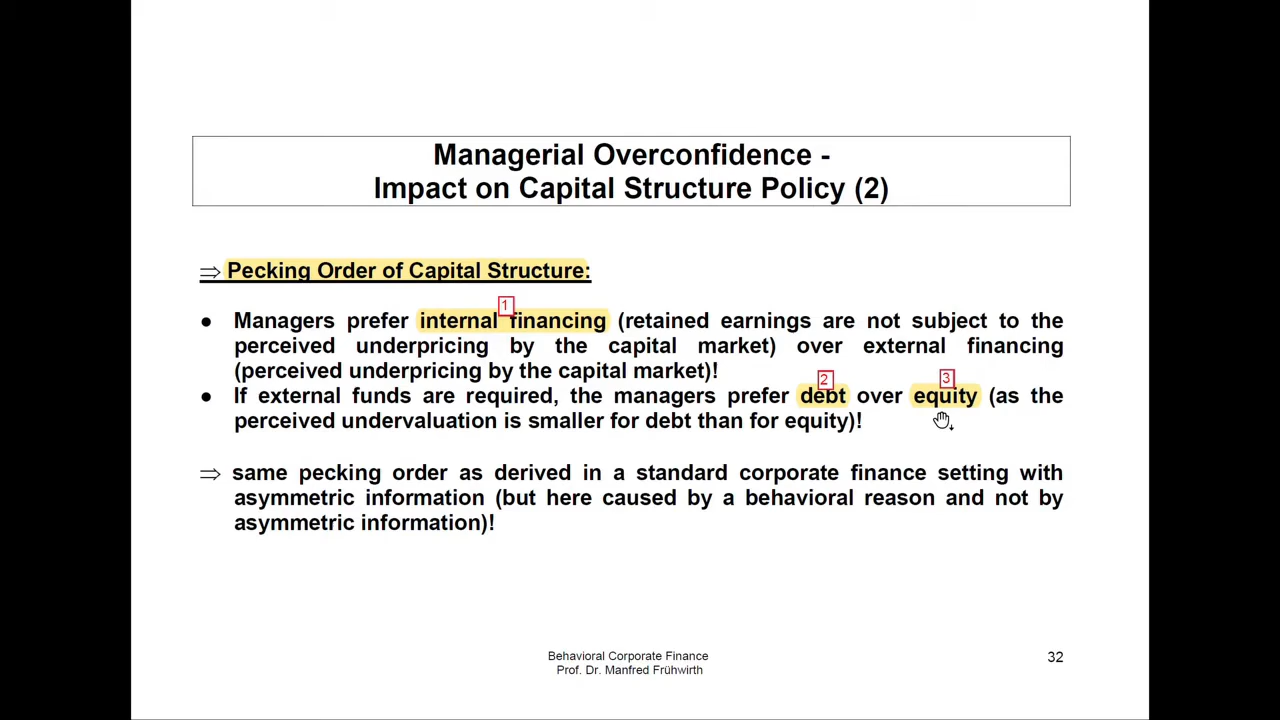 Managerial Overconfidence -
Impact on Capital Structure Policy (2)
⇒ Pecking Order of Capital Structure:
1
● Managers prefer internal financing (retained earnings are not subject to the
perceived underpricing by the capital market) over external financing
(perceived underpricing by the capital market)!
2 3
● If external funds are required, the managers prefer debt over equity (as the
perceived undervaluation is smaller for debt than for equity)!
⇒ same pecking order as derived in a standard corporate finance setting with
asymmetric information (but here caused by a behavioral reason and not by
asymmetric information)!
Behavioral Corporate Finance
Prof. Dr. Manfred Frühwirth
32